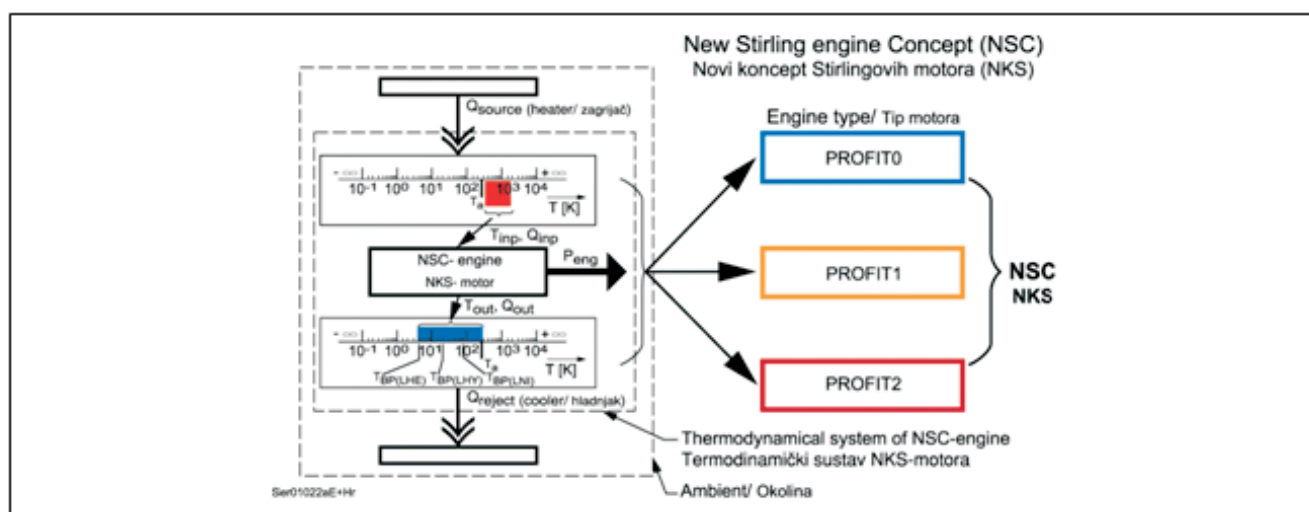 New Stirling engine Concept (NSC)
Novi koncept Stirlingovih motora (NKS)
Qsource (heater/ zagrijač)
Engine type/ Tip motora
PROFIT0
- ∞ + ∞
10-1 100 101 102 103 104
Ta
T [K]
Tinp, Qinp
NSC- engine
NKS- motor
Peng
PROFIT1
NSC
NKS
Tout, Qout
- ∞ + ∞
10-1 100 101 102 103 104
Ta
T [K]
TBP(LHE) TBP(LHY) TBP(LNI)
PROFIT2
Qreject (cooler/ hladnjak)
Thermodynamical system of NSC-engine
Termodinamički sustav NKS-motora
Ambient/ Okolina
Ser01022aE+Hr